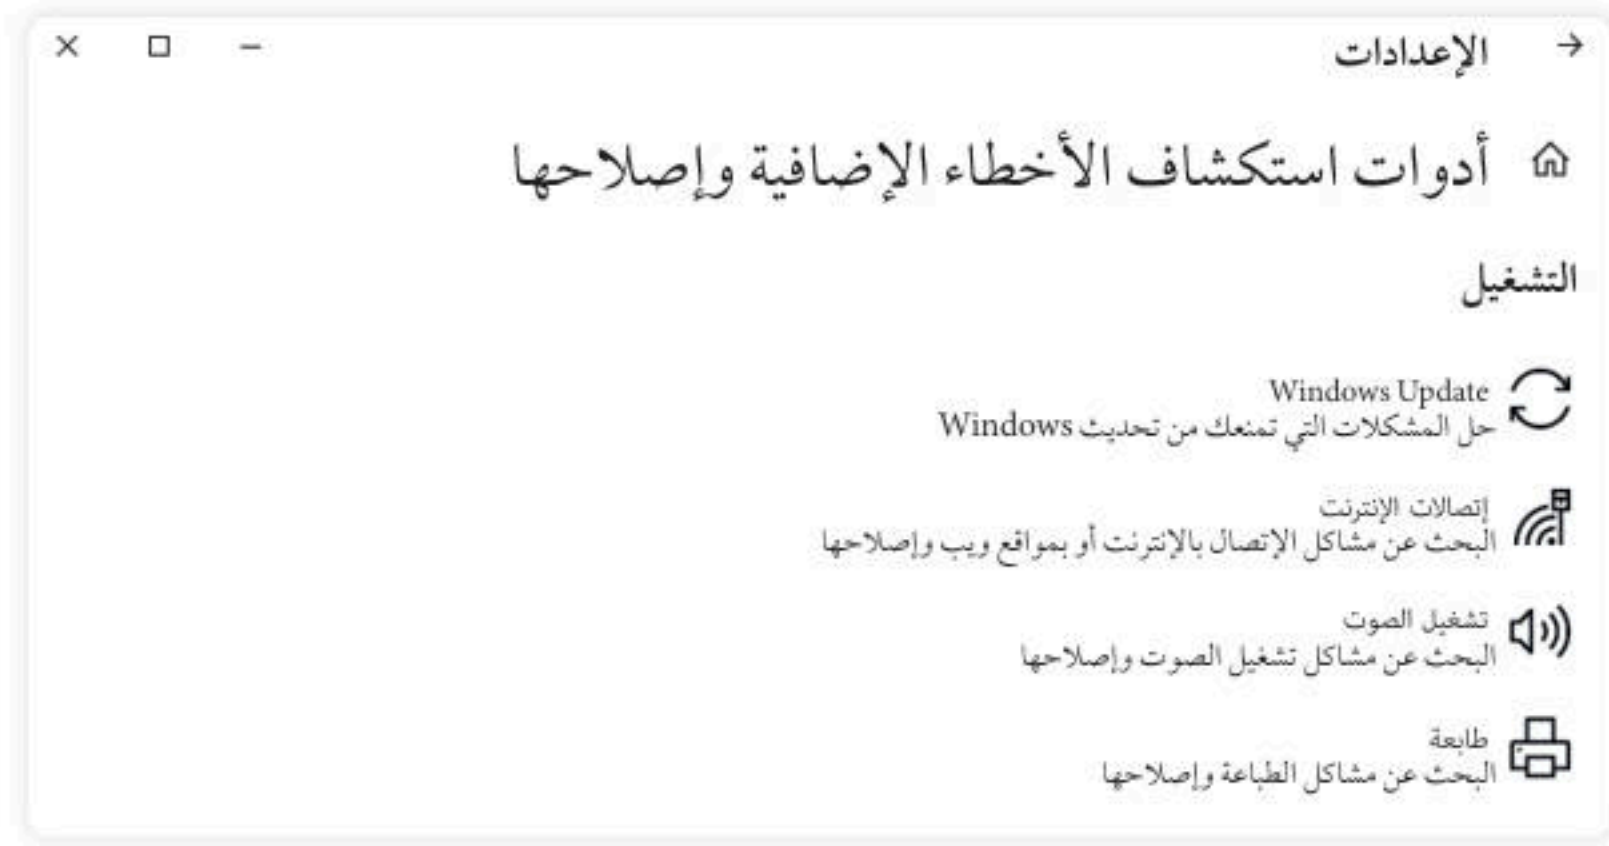 الإعدادات
أدوات استكشاف الأخطاء الإضافية وإصلاحها
التشغيل
Windows Update
حل المشكلات التي تمنعك من تحديث Windows
إتصالات الإنترنت
البحث عن مشاكل الإتصال بالإنترنت أو بمواقع ويب وإصلاحها
تشغيل الصوت
البحث عن مشاكل تشغيل الصوت وإصلاحها
طابعة
البحث عن مشاكل الطباعة وإصلاحها